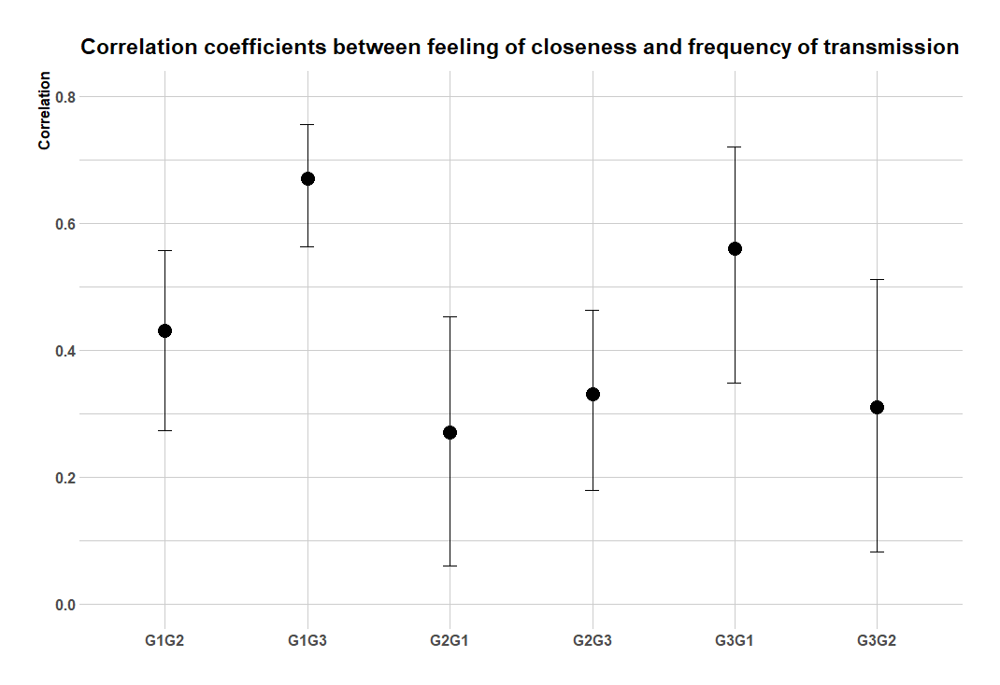 Correlation coefficients between feeling of closeness and frequency of transmission
Correlation
0.8
0.6
0.4
0.2
0.0
G1G2 G1G3 G2G1 G2G3 G3G1 G3G2